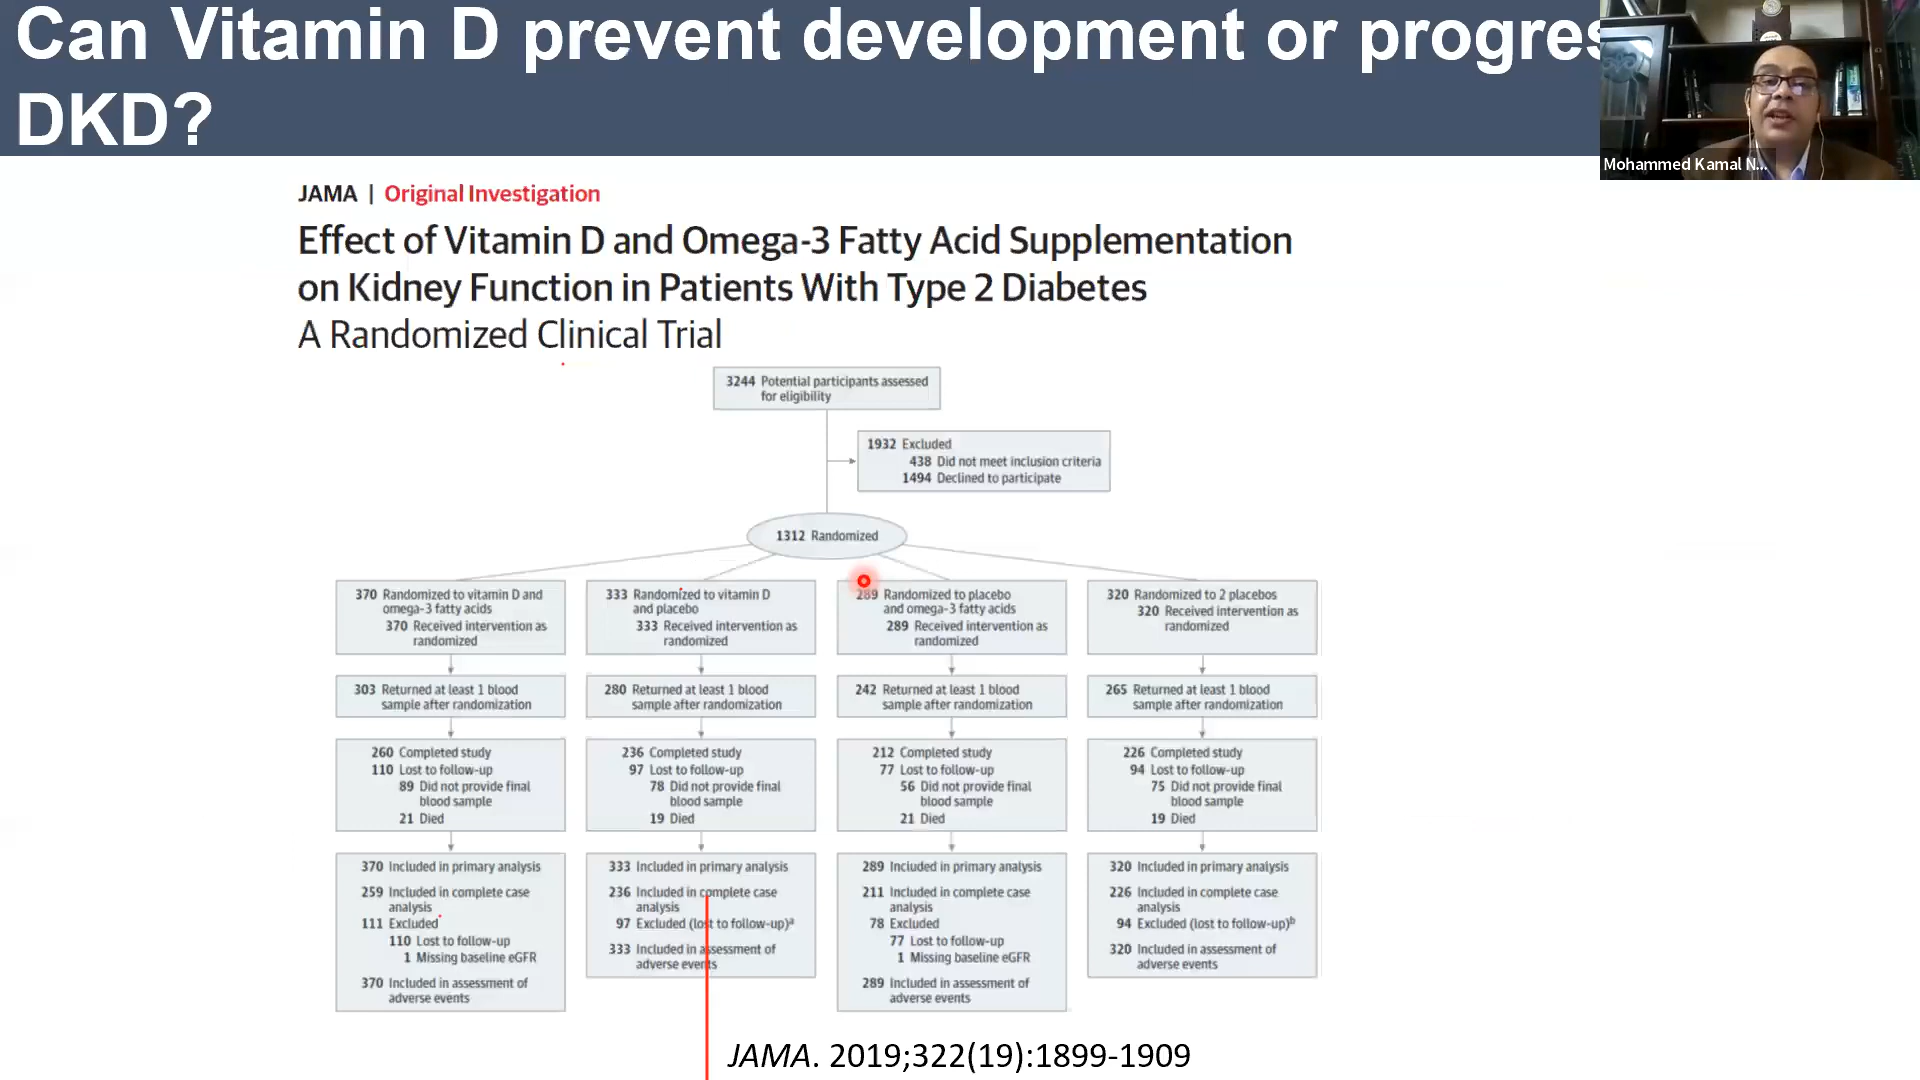 Can Vitamin D prevent development or progres
DKD?
Mohammed Kamal N...
JAMA | Original Investigation
Effect of Vitamin D and Omega-3 Fatty Acid Supplementation
on Kidney Function in Patients With Type 2 Diabetes
A Randomized Clinical Trial
3244 Potential participants assessed
for eligibility
1932 Excluded
438 Did not meet inclusion criteria
1494 Declined to participate
1312 Randomized
370 Randomized to vitamin D and
omega-3 fatty acids
370 Received intervention as
randomized
333 Randomized to vitamin D
and placebo
333 Received intervention as
randomized
289 Randomized to placebo
and omega-3 fatty acids
289 Received intervention as
randomized
320 Randomized to 2 placebos
320 Received intervention as
randomized
303 Returned at least 1 blood
sample after randomization
280 Returned at least 1 blood
sample after randomization
242 Returned at least 1 blood
sample after randomization
265 Returned at least 1 blood
sample after randomization
260 Completed study
110 Lost to follow-up
89 Did not provide final
blood sample
21 Died
236 Completed study
97 Lost to follow-up
78 Did not provide final
blood sample
19 Died
212 Completed study
77 Lost to follow-up
56 Did not provide final
blood sample
21 Died
226 Completed study
94 Lost to follow-up
75 Did not provide final
blood sample
19 Died
370 Included in primary analysis
259 Included in complete case
analysis
111 Excluded
110 Lost to follow-up
1 Missing baseline eGFR
370 Included in assessment of
adverse events
333 Included in primary analysis
236 Included in complete case
analysis
97 Excluded (lost to follow-up)a
333 Included in assessment of
adverse events
289 Included in primary analysis
211 Included in complete case
analysis
78 Excluded
77 Lost to follow-up
1 Missing baseline eGFR
289 Included in assessment of
adverse events
320 Included in primary analysis
226 Included in complete case
analysis
94 Excluded (lost to follow-up)b
320 Included in assessment of
adverse events
JAMA. 2019;322(19):1899-1909